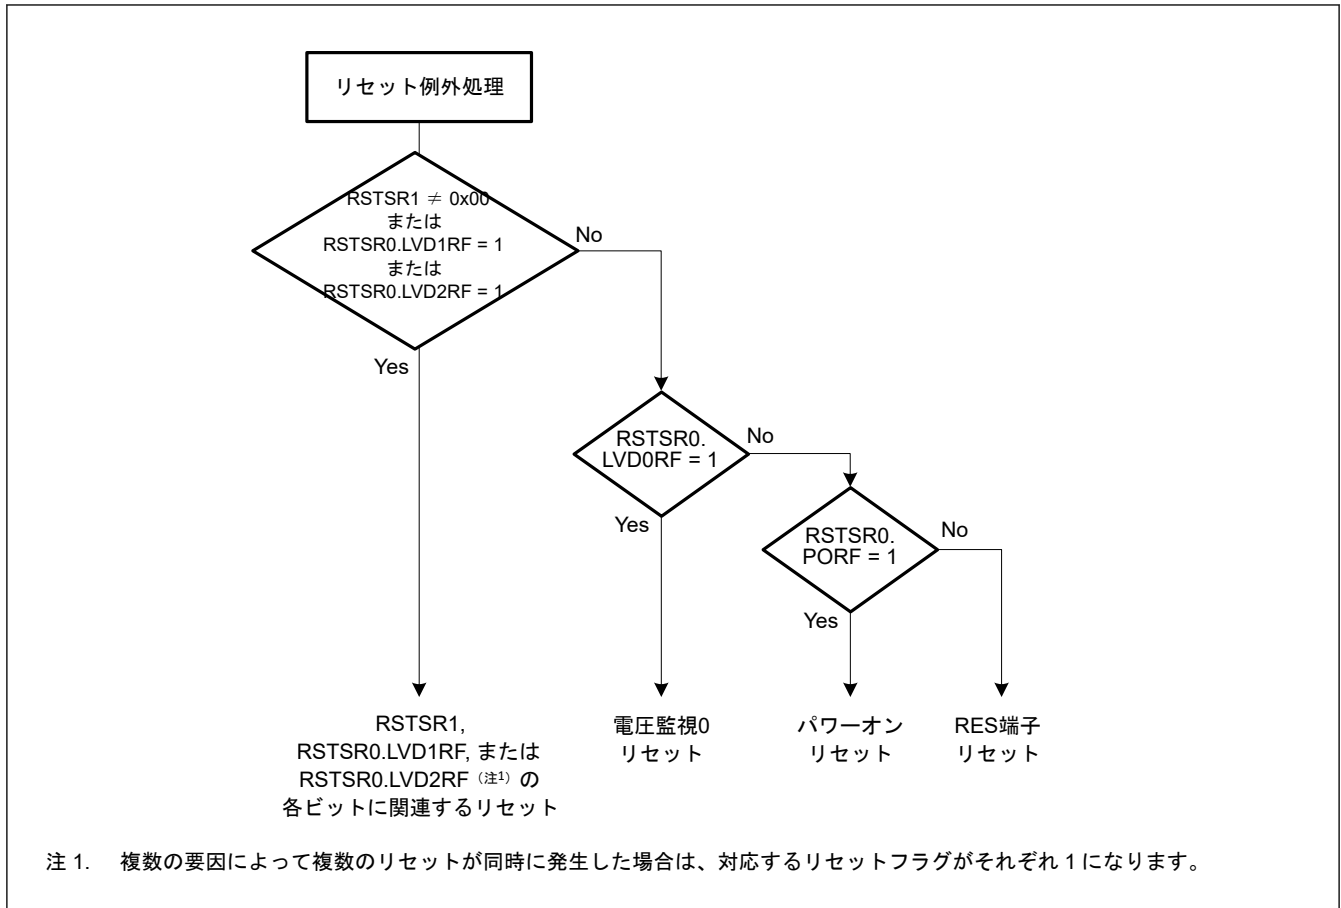 リセット例外処理
RSTSR1 ≠ 0x00
または
RSTSR0.LVD1RF = 1
または
RSTSR0.LVD2RF = 1
No
Yes
RSTSR0.
LVD0RF = 1
No
Yes
RSTSR0.
PORF = 1
No
Yes
RSTSR1,
RSTSR0.LVD1RF, または
RSTSR0.LVD2RF（注1）の
各ビットに関連するリセット
電圧監視0
リセット
パワーオン
リセット
RES端子
リセット
注 1. 複数の要因によって複数のリセットが同時に発生した場合は、対応するリセットフラグがそれぞれ 1 になります。